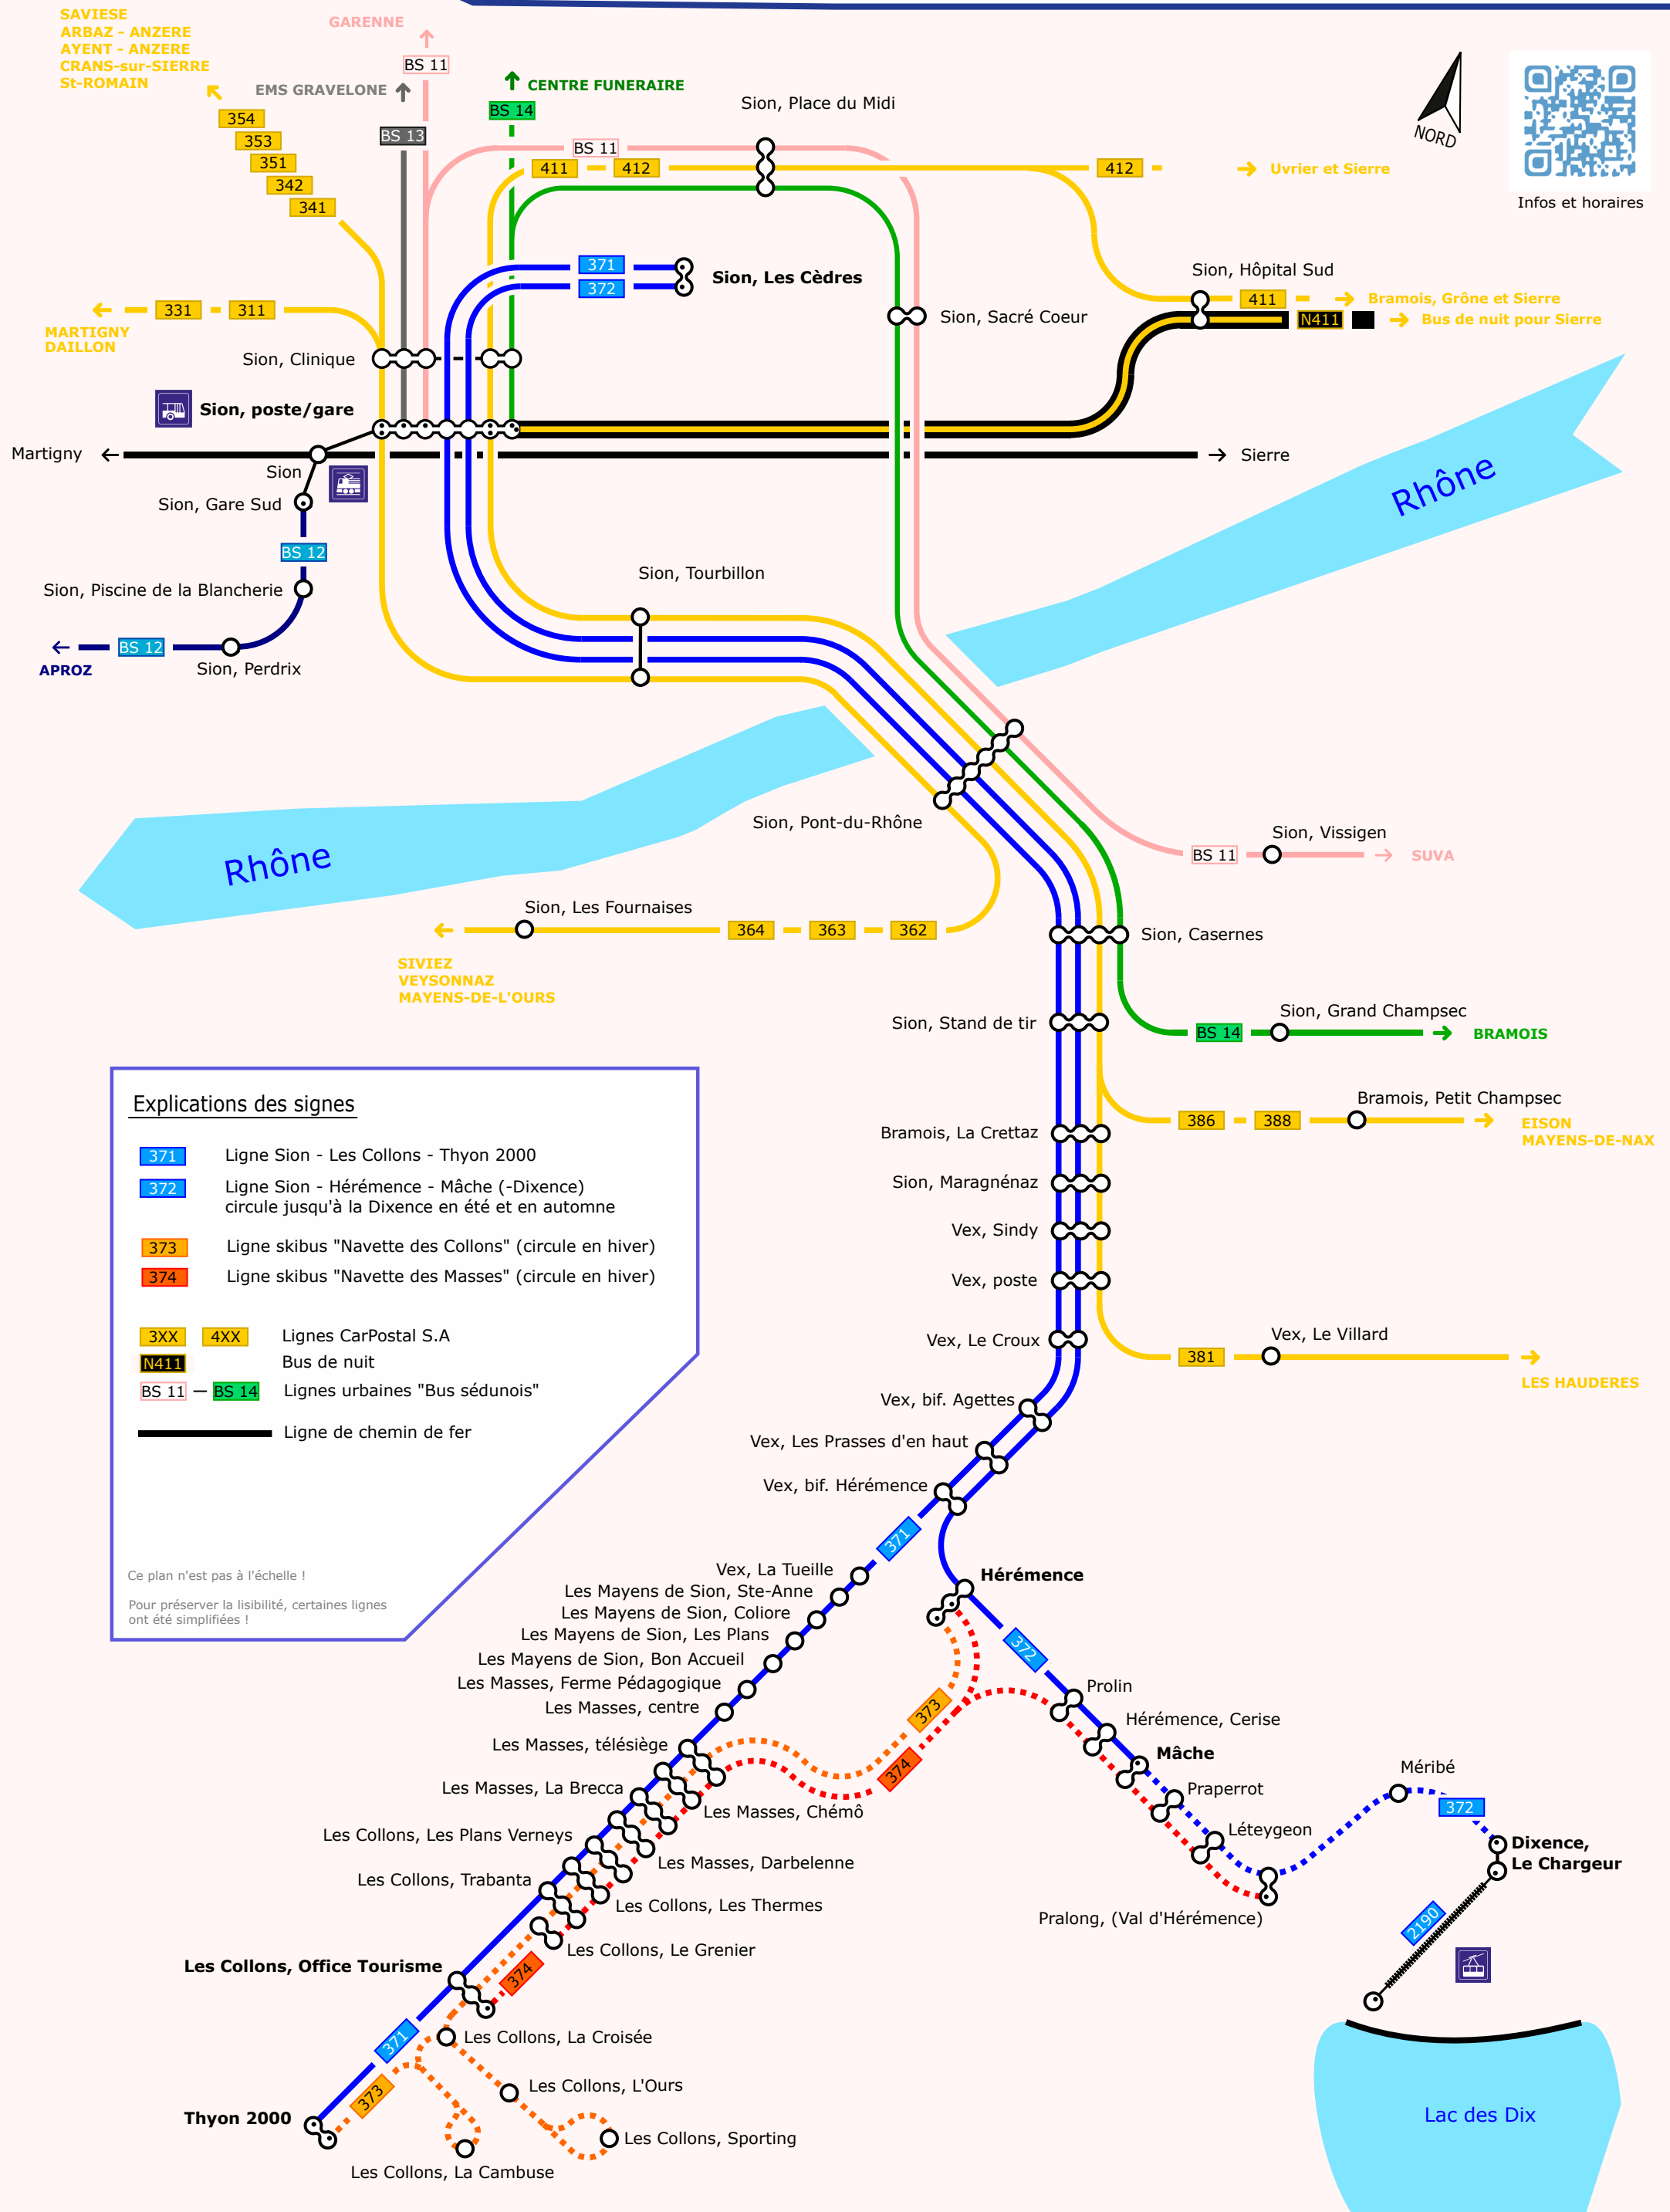 SAVIESE
ARBAZ - ANZERE
AYENT - ANZERE
CRANS-sur-SIERRE
St-ROMAIN
GARENNE
BS 11
EMS GRAVELONE
BS 13
CENTRE FUNERAIRE
BS 14
354
353
351
342
341
Sion, Place du Midi
BS 11
411
412
412
Uvrier et Sierre
NORD
Infos et horaires
371
372
Sion, Les Cèdres
Sion, Hôpital Sud
411
Bramois, Grône et Sierre
N411
Bus de nuit pour Sierre
331
311
MARTIGNY
DAILLON
Sion, Sacré Coeur
Sion, Clinique
Sion, poste/gare
Martigny
Sion
Sierre
Rhône
Sion, Gare Sud
BS 12
Sion, Piscine de la Blancherie
BS 12
APROZ
Sion, Perdrix
Sion, Tourbillon
Sion, Pont-du-Rhône
Rhône
Sion, Vissigen
BS 11
SUVA
Sion, Les Fournaises
364
363
362
SIVIEZ
VEYSONNAZ
MAYENS-DE-L'OURS
Sion, Casernes
Sion, Stand de tir
Sion, Grand Champsec
BS 14
BRAMOIS
Bramois, Petit Champsec
386
388
EISON
MAYENS-DE-NAX
Bramois, La Crettaz
Sion, Maragnénaz
Vex, Sindy
Vex, poste
Vex, Le Croux
Vex, Le Villard
381
LES HAUDERES
Vex, bif. Agettes
Vex, Les Prasses d'en haut
Vex, bif. Hérémence
Explications des signes
371
Ligne Sion - Les Collons - Thyon 2000
372
Ligne Sion - Hérémence - Mâche (-Dixence)
circule jusqu'à la Dixence en été et en automne
373
Ligne skibus "Navette des Collons" (circule en hiver)
374
Ligne skibus "Navette des Masses" (circule en hiver)
3XX
4XX
Lignes CarPostal S.A
N411
Bus de nuit
BS 11
—
BS 14
Lignes urbaines "Bus sédunois"
Ligne de chemin de fer
Ce plan n'est pas à l'échelle !
Pour préserver la lisibilité, certaines lignes
ont été simplifiées !
371
Vex, La Tueille
Les Mayens de Sion, Ste-Anne
Les Mayens de Sion, Coliore
Les Mayens de Sion, Les Plans
Les Mayens de Sion, Bon Accueil
Les Masses, Ferme Pédagogique
Les Masses, centre
Les Masses, télésiège
Les Masses, La Brecca
Les Masses, Chémô
Les Collons, Les Plans Verneys
Les Masses, Darbelenne
Les Collons, Trabanta
Les Collons, Les Thermes
Les Collons, Le Grenier
Les Collons, Office Tourisme
374
371
Les Collons, La Croisée
373
Les Collons, L'Ours
Thyon 2000
Les Collons, Sporting
Les Collons, La Cambuse
Hérémence
372
373
374
Prolin
Hérémence, Cerise
Mâche
Praperrot
Léteygeon
Pralong, (Val d'Hérémence)
Méribé
372
Dixence,
Le Chargeur
2190
Lac des Dix